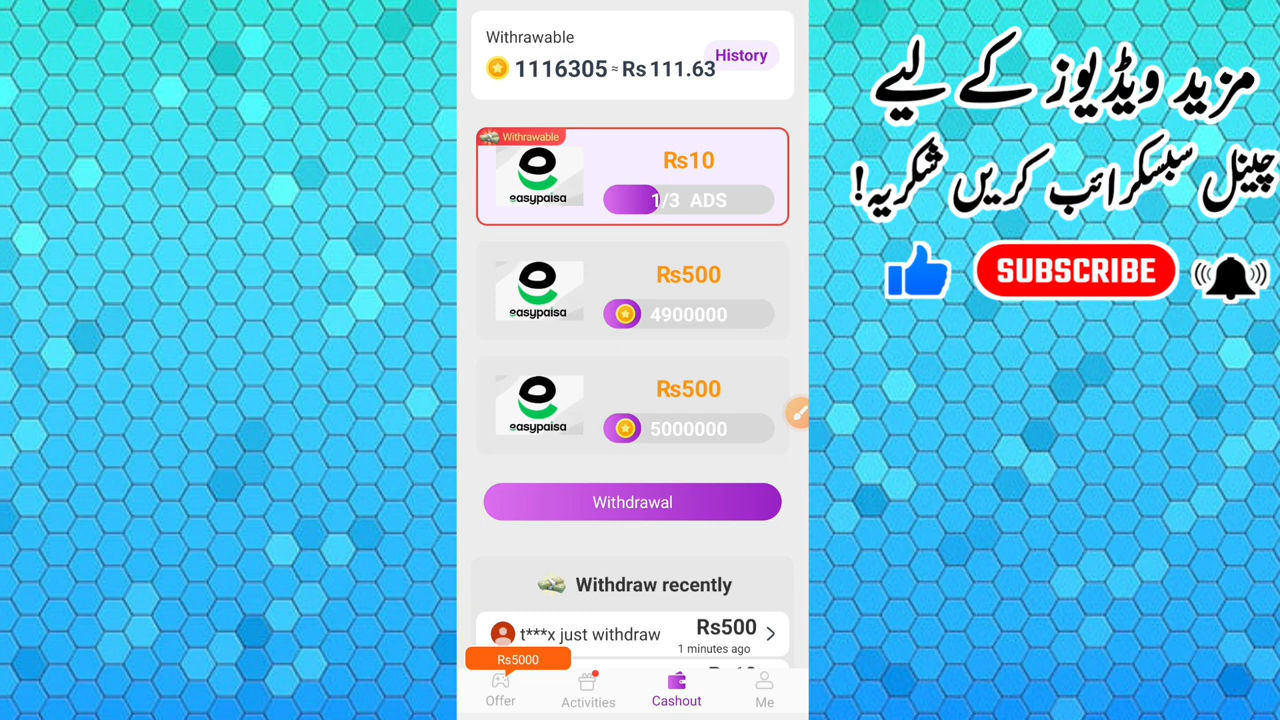 Withrawable
1116305 ≈ Rs 111.63
History
Withrawable
easypaisa
Rs10
1/3 ADS
easypaisa
Rs500
4900000
easypaisa
Rs500
5000000
Withdrawal
Withdraw recently
t***x just withdraw
Rs500
1 minutes ago
Rs5000
Offer
Activities
Cashout
Me
مزید ویڈیوز کے لیے
چینل سبسکرائب کریں شکریہ!
SUBSCRIBE